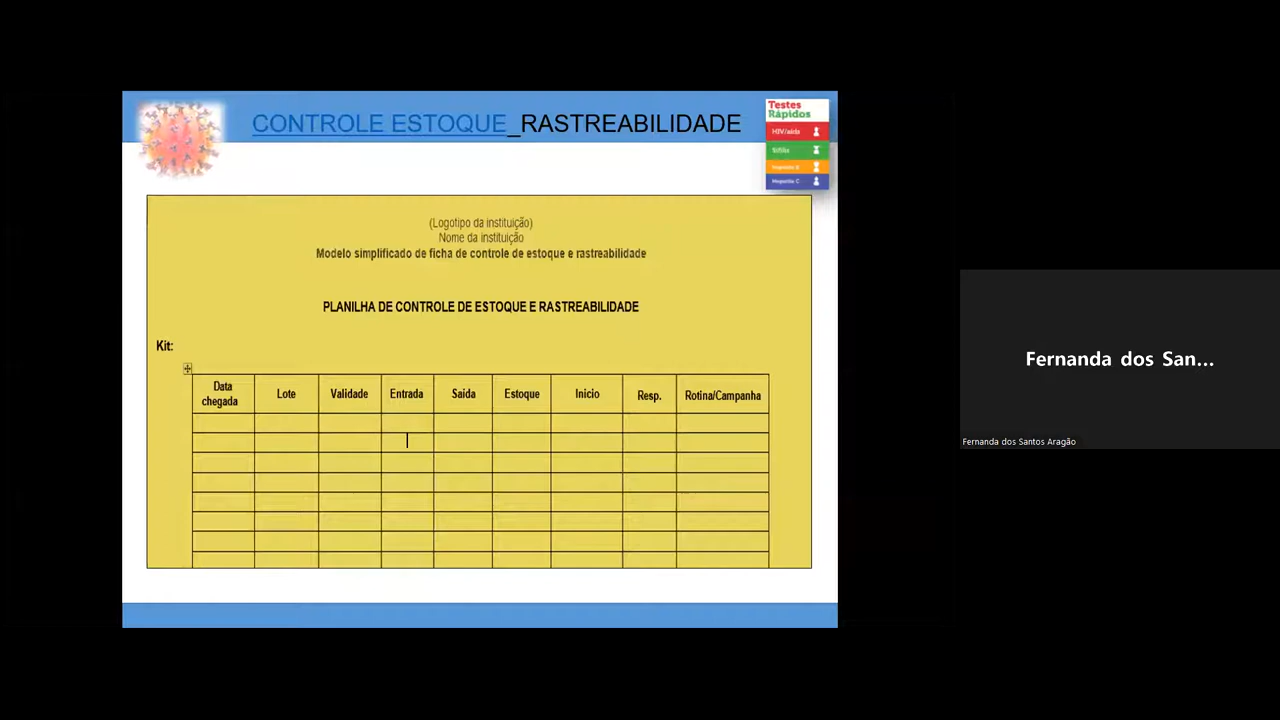 CONTROLE ESTOQUE_RASTREABILIDADE
Testes
Rápidos
HIV/aids
Sífilis
Hepatite B
Hepatite C
(Logotipo da instituição)
Nome da instituição
Modelo simplificado de ficha de controle de estoque e rastreabilidade
PLANILHA DE CONTROLE DE ESTOQUE E RASTREABILIDADE
Kit:
Data chegada Lote Validade Entrada Saída Estoque Início Resp. Rotina/Campanha
Fernanda dos San...
Fernanda dos Santos Aragão